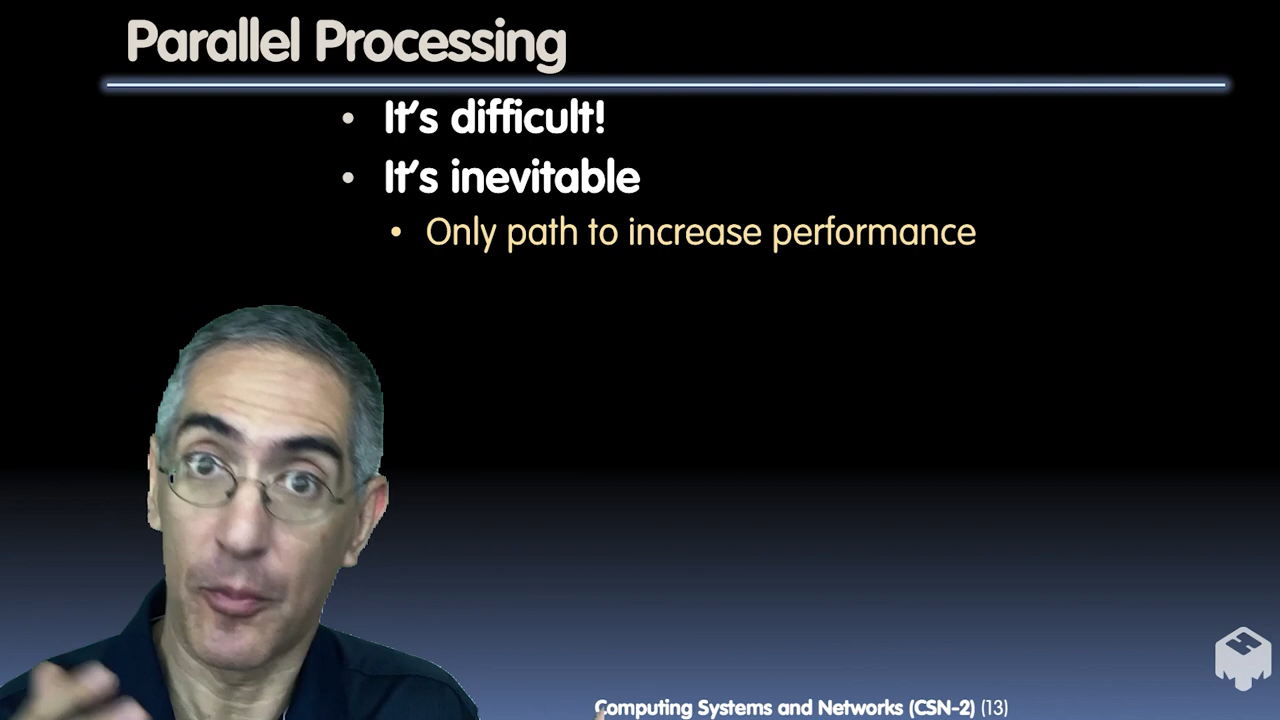 Parallel Processing
• It's difficult!
• It's inevitable
• Only path to increase performance
Computing Systems and Networks (CSN-2) (13)